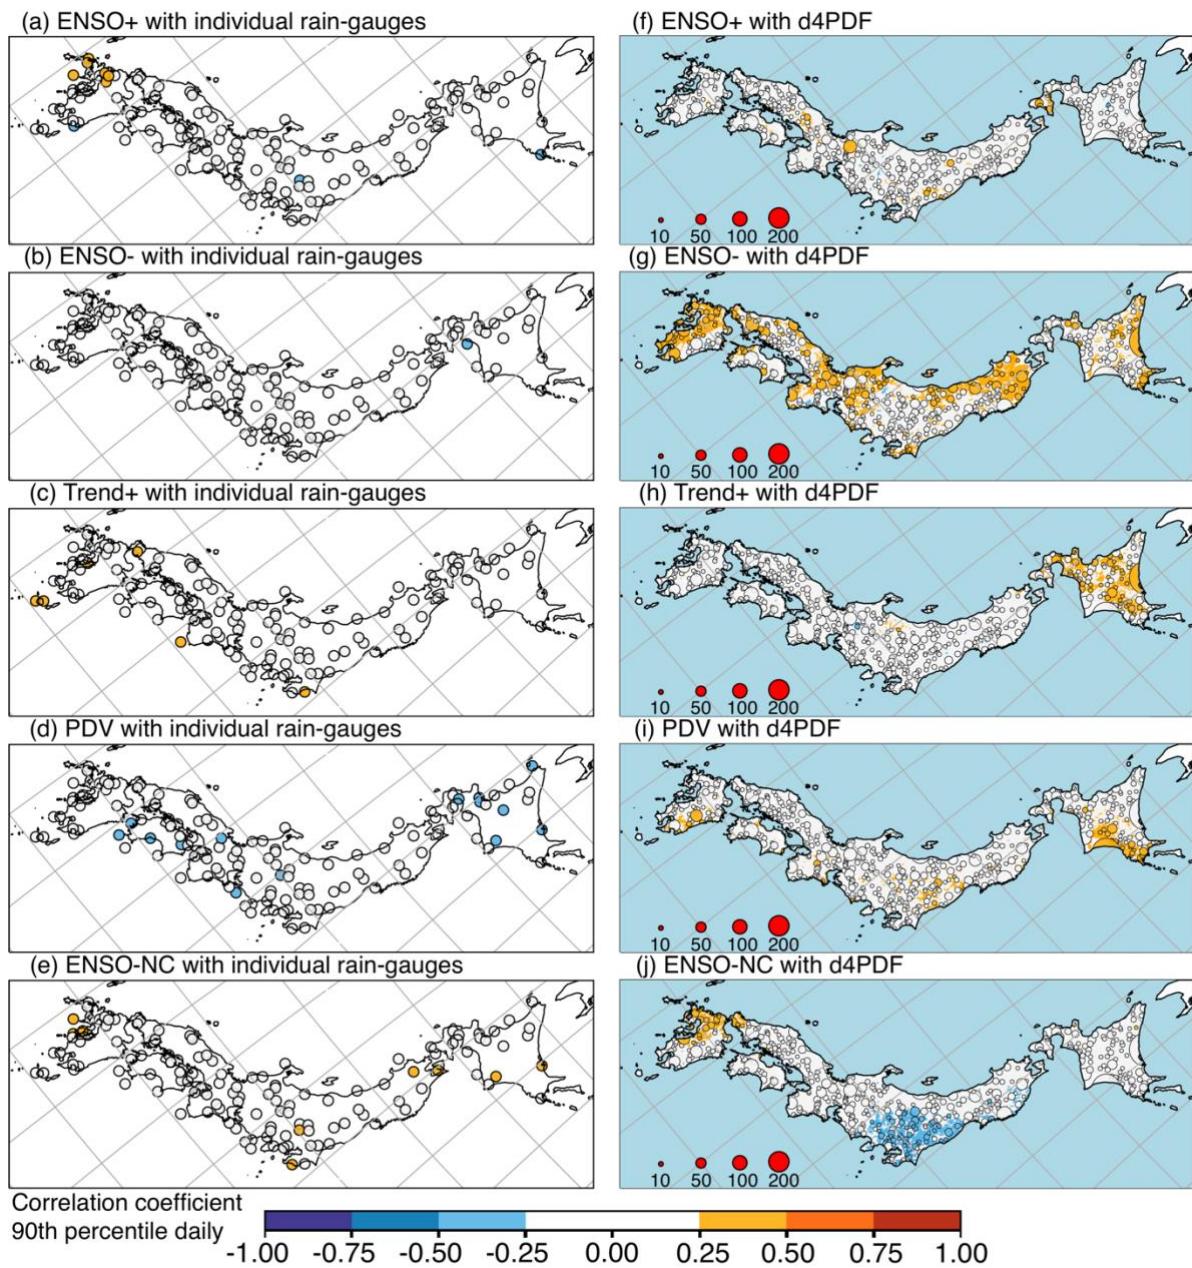 (a) ENSO+ with individual rain-gauges
(f) ENSO+ with d4PDF
10 50 100 200
(b) ENSO- with individual rain-gauges
(g) ENSO- with d4PDF
10 50 100 200
(c) Trend+ with individual rain-gauges
(h) Trend+ with d4PDF
10 50 100 200
(d) PDV with individual rain-gauges
(i) PDV with d4PDF
10 50 100 200
(e) ENSO-NC with individual rain-gauges
(j) ENSO-NC with d4PDF
10 50 100 200
Correlation coefficient
90th percentile daily
-1.00 -0.75 -0.50 -0.25 0.00 0.25 0.50 0.75 1.00